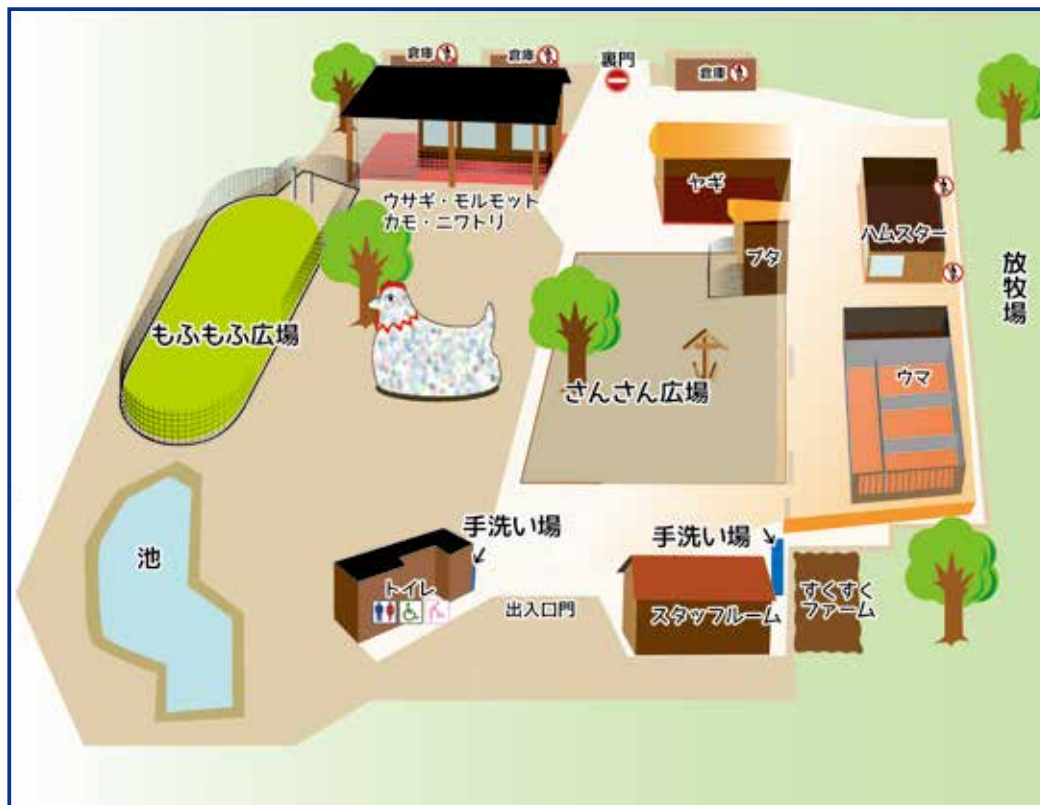 倉庫
倉庫
裏門
倉庫
ヤギ
ウサギ・モルモット
カモ・ニワトリ
ハムスター
ブタ
放牧場
もふもふ広場
ウマ
さんさん広場
手洗い場
手洗い場
池
トイレ
出入口門
スタッフルーム
すくすく
ファーム